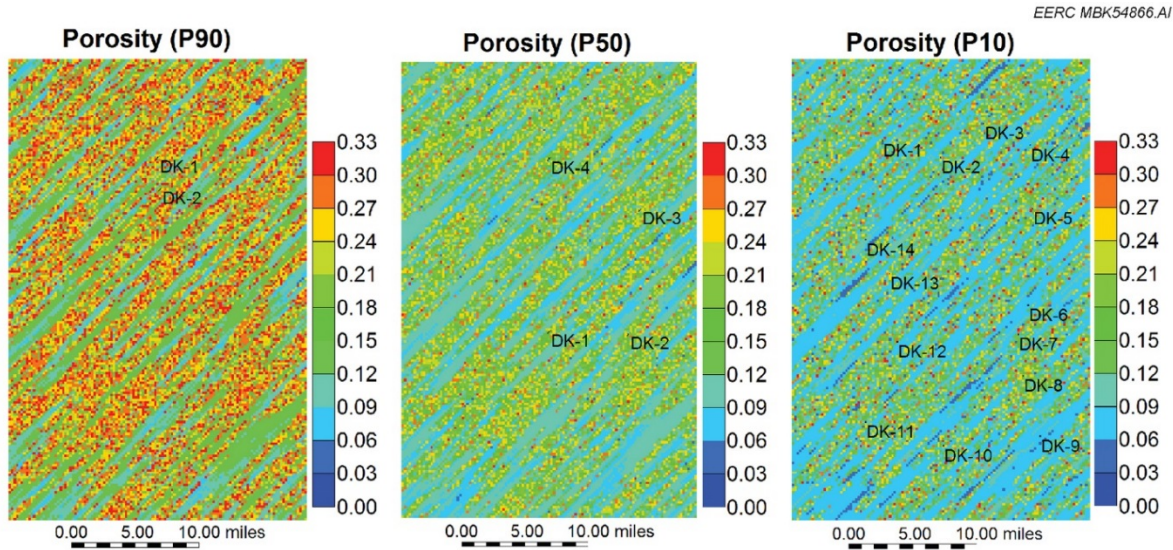 EERC MBK54866.AI
Porosity (P90)
DK-1
DK-2
0.33
0.30
0.27
0.24
0.21
0.18
0.15
0.12
0.09
0.06
0.03
0.00
0.00 5.00 10.00 miles
Porosity (P50)
DK-4
DK-3
DK-1
DK-2
0.33
0.30
0.27
0.24
0.21
0.18
0.15
0.12
0.09
0.06
0.03
0.00
0.00 5.00 10.00 miles
Porosity (P10)
DK-3
DK-1
DK-4
DK-2
DK-5
DK-14
DK-13
DK-6
DK-7
DK-12
DK-8
DK-11
DK-9
DK-10
0.33
0.30
0.27
0.24
0.21
0.18
0.15
0.12
0.09
0.06
0.03
0.00
0.00 5.00 10.00 miles